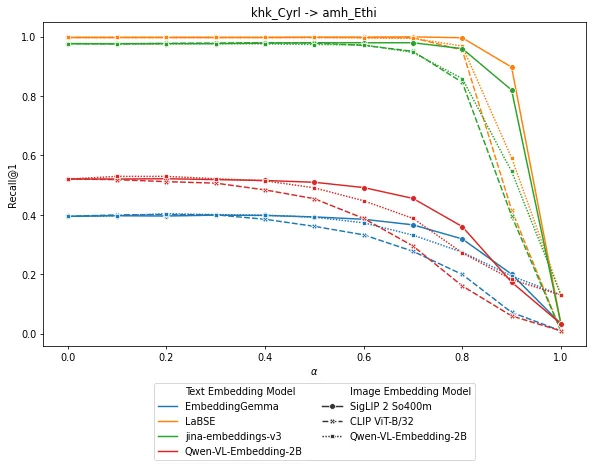 khk_Cyrl -> amh_Ethi
Recall@1
1.0
0.8
0.6
0.4
0.2
0.0
0.0 0.2 0.4 0.6 0.8 1.0
α
Text Embedding Model
EmbeddingGemma
LaBSE
jina-embeddings-v3
Qwen-VL-Embedding-2B
Image Embedding Model
SigLIP 2 So400m
CLIP ViT-B/32
Qwen-VL-Embedding-2B